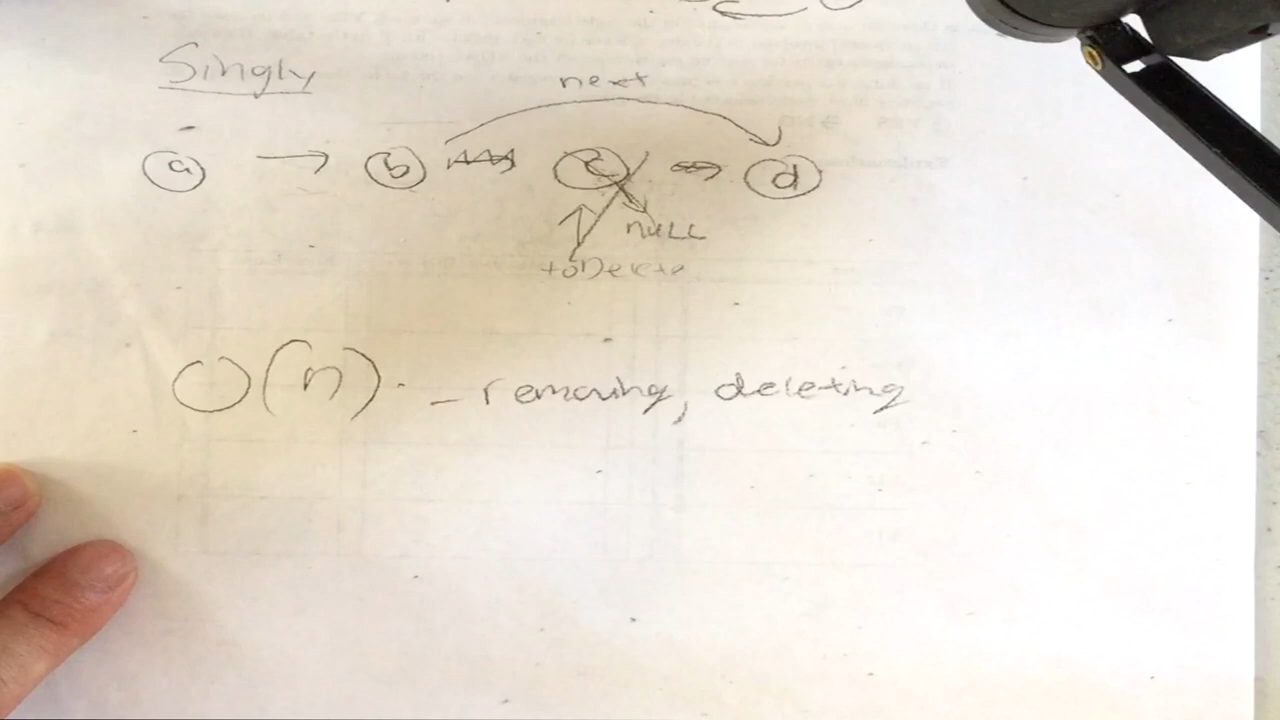 Singly
next
a → b c d
NULL
toDelete
O(n). - removing, deleting